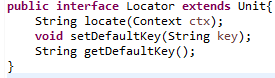 public interface Locator extends Unit{
    String locate(Context ctx);
    void setDefaultKey(String key);
    String getDefaultKey();
}